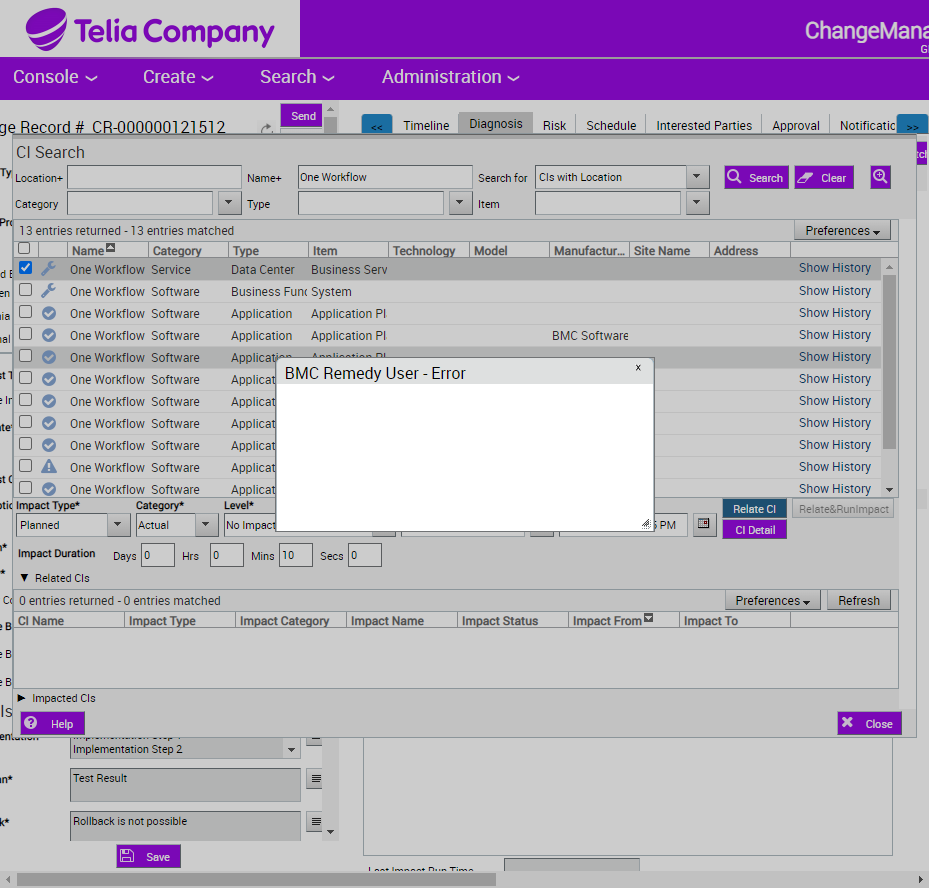 Telia Company
ChangeMana
Console Create Search Administration
ge Record # CR-000000121512 Send
<< Timeline Diagnosis Risk Schedule Interested Parties Approval Notificatio >>
CI Search
Location+ Name+ One Workflow Search for CIs with Location Search Clear
Category Type Item
13 entries returned - 13 entries matched Preferences
Name Category Type Item Technology Model Manufactur... Site Name Address
One Workflow Service Data Center Business Serv Show History
One Workflow Software Business Func System Show History
One Workflow Software Application Application Pl Show History
One Workflow Software Application Application Pl BMC Software Show History
One Workflow Software Application Application Pl Show History
One Workflow Software Applicat Show History
One Workflow Software Applicat Show History
One Workflow Software Applicat Show History
One Workflow Software Applicat Show History
One Workflow Software Applicat Show History
One Workflow Software Applicat Show History
BMC Remedy User - Error x
Impact Type* Category* Level* Relate CI Relate&RunImpact
Planned Actual No Impact PM CI Detail
Impact Duration Days 0 Hrs 0 Mins 10 Secs 0
Related CIs
0 entries returned - 0 entries matched Preferences Refresh
CI Name Impact Type Impact Category Impact Name Impact Status Impact From Impact To
Impacted CIs
Help Close
Implementation Step 2
Test Result
Rollback is not possible
Save
Last Impact Run Time